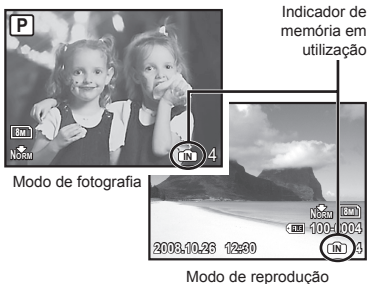 Indicador de
memória em
utilização
P
8M
NORM
IN 4
Modo de fotografia
NORM 8M
FILE 100-0004
2008.10.26 12:30 IN 4
Modo de reprodução